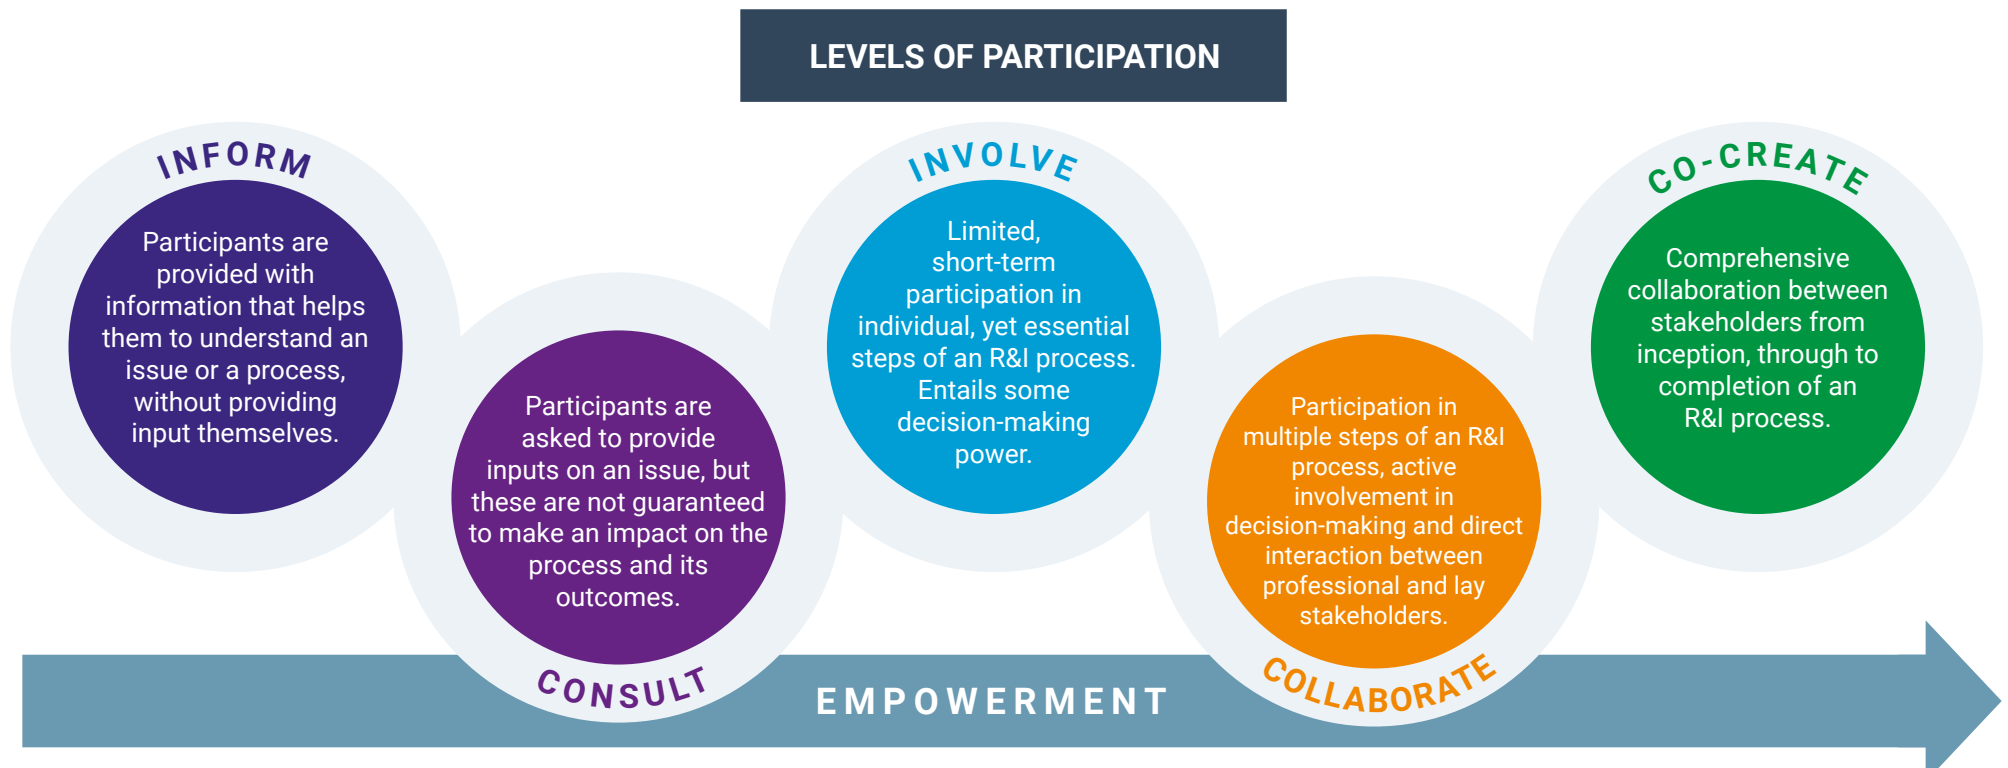 LEVELS OF PARTICIPATION
INFORM
Participants are
provided with
information that helps
them to understand an
issue or a process,
without providing
input themselves.
CONSULT
Participants are
asked to provide
inputs on an issue, but
these are not guaranteed
to make an impact on the
process and its
outcomes.
INVOLVE
Limited,
short-term
participation in
individual, yet essential
steps of an R&I process.
Entails some
decision-making
power.
COLLABORATE
Participation in
multiple steps of an R&I
process, active
involvement in
decision-making and direct
interaction between
professional and lay
stakeholders.
CO-CREATE
Comprehensive
collaboration between
stakeholders from
inception, through to
completion of an
R&I process.
EMPOWERMENT